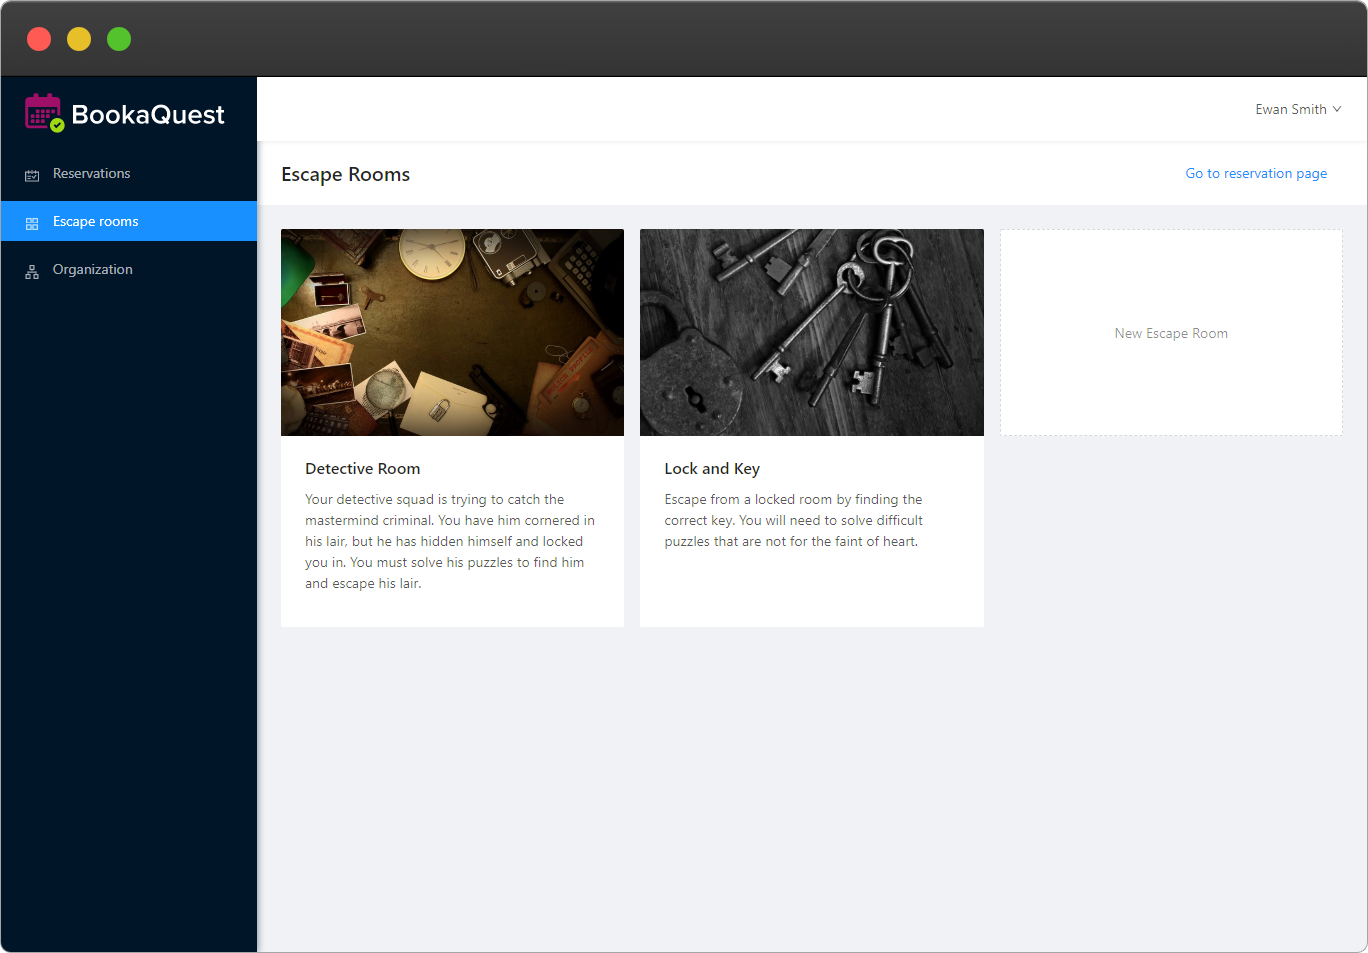 BookaQuest
Ewan Smith
Reservations
Escape rooms
Organization
Escape Rooms
Go to reservation page
Detective Room
Your detective squad is trying to catch the
mastermind criminal. You have him cornered in
his lair, but he has hidden himself and locked
you in. You must solve his puzzles to find him
and escape his lair.
Lock and Key
Escape from a locked room by finding the
correct key. You will need to solve difficult
puzzles that are not for the faint of heart.
New Escape Room